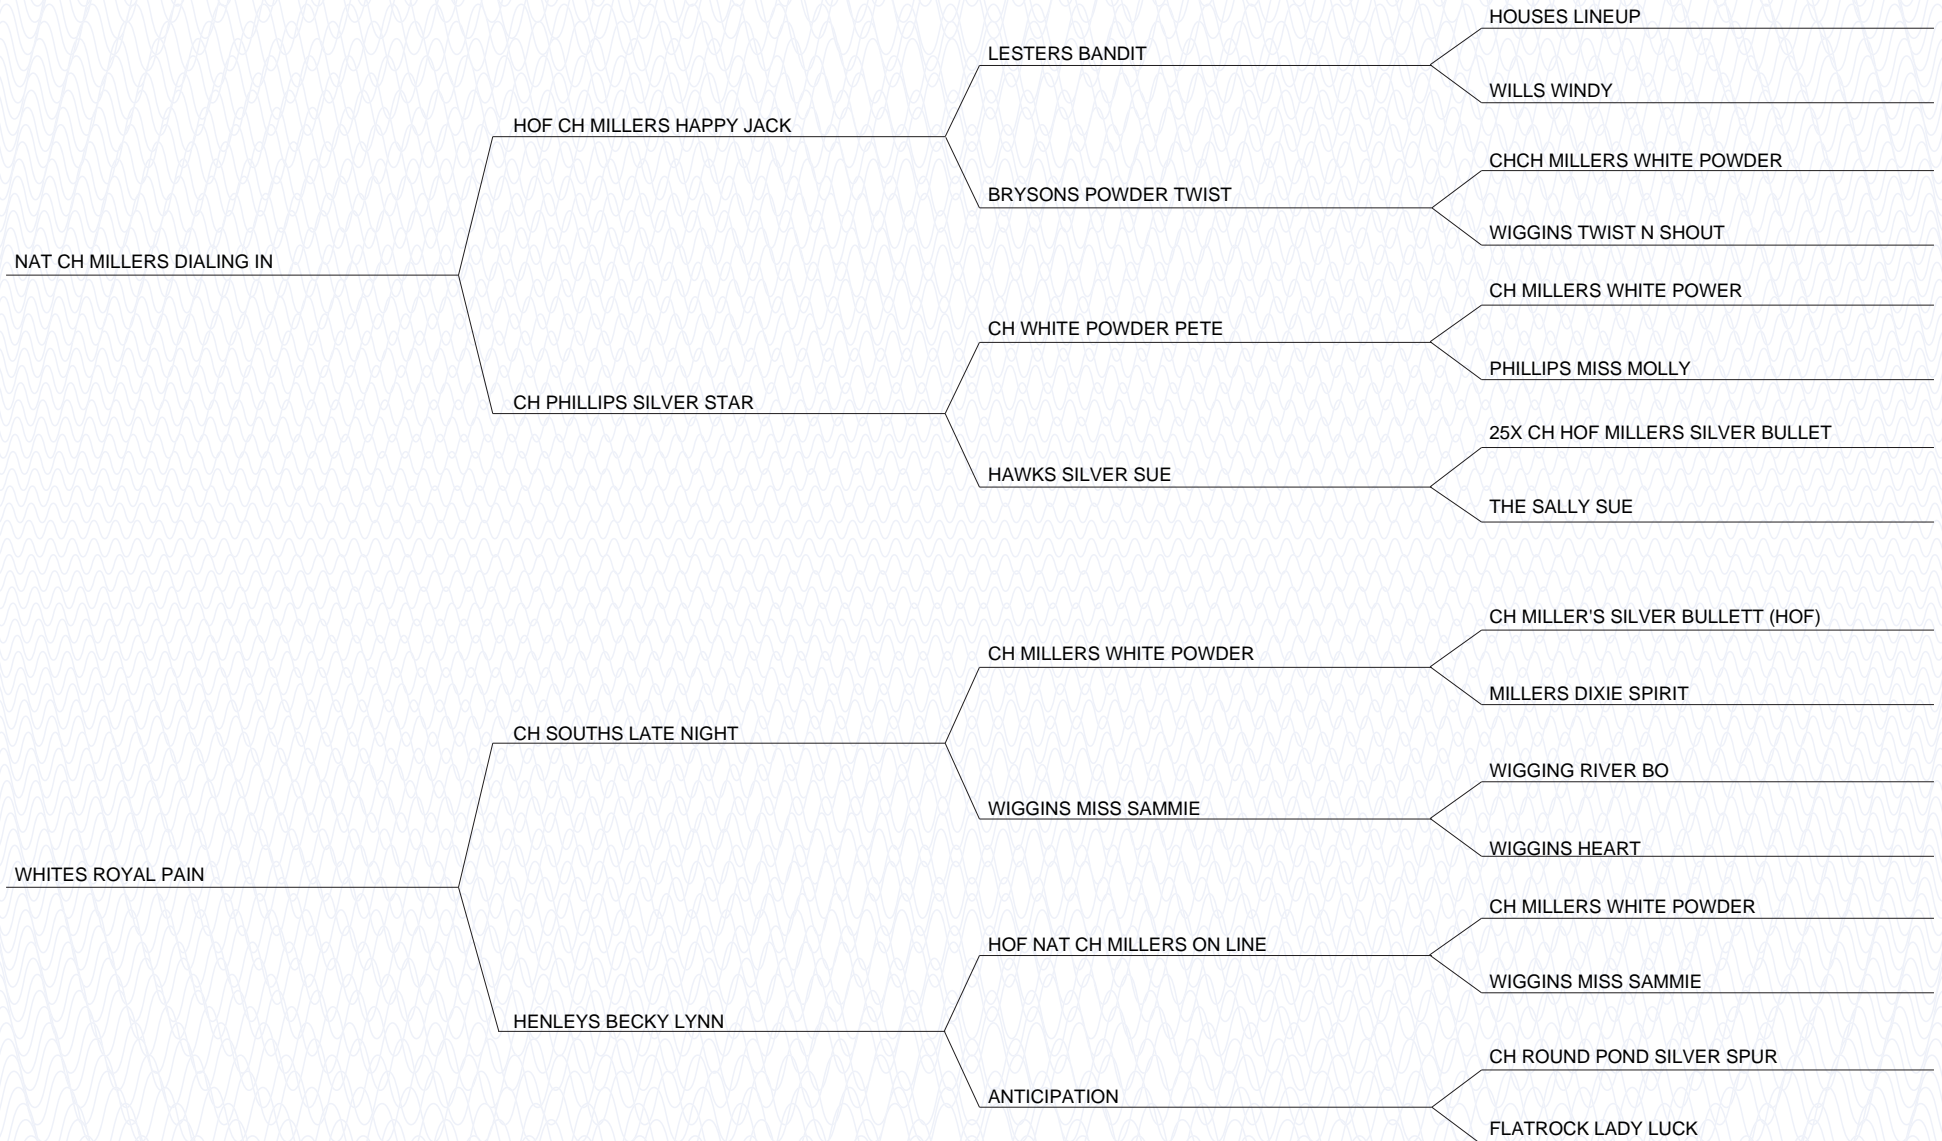 HOUSES LINEUP
LESTERS BANDIT
WILLS WINDY
HOF CH MILLERS HAPPY JACK
CHCH MILLERS WHITE POWDER
BRYSONS POWDER TWIST
WIGGINS TWIST N SHOUT
NAT CH MILLERS DIALING IN
CH MILLERS WHITE POWER
CH WHITE POWDER PETE
PHILLIPS MISS MOLLY
CH PHILLIPS SILVER STAR
25X CH HOF MILLERS SILVER BULLET
HAWKS SILVER SUE
THE SALLY SUE
CH MILLER'S SILVER BULLETT (HOF)
CH MILLERS WHITE POWDER
MILLERS DIXIE SPIRIT
CH SOUTHS LATE NIGHT
WIGGING RIVER BO
WIGGINS MISS SAMMIE
WIGGINS HEART
WHITES ROYAL PAIN
CH MILLERS WHITE POWDER
HOF NAT CH MILLERS ON LINE
WIGGINS MISS SAMMIE
HENLEYS BECKY LYNN
CH ROUND POND SILVER SPUR
ANTICIPATION
FLATROCK LADY LUCK